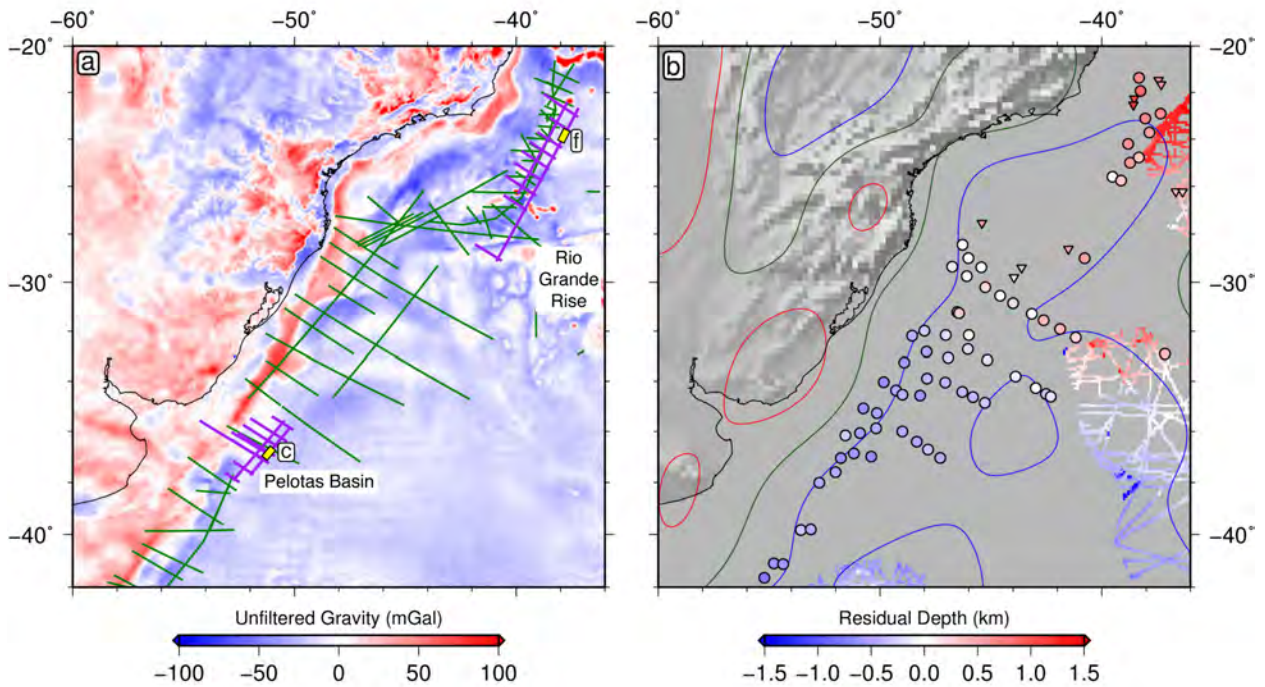 −60° −50° −40° −60° −50° −40°
−20° a b −20°
f
Rio
Grande
Rise
−30° −30°
c
Pelotas Basin
−40° −40°
Unfiltered Gravity (mGal) Residual Depth (km)
−100 −50 0 50 100 −1.5 −1.0 −0.5 0.0 0.5 1.0 1.5